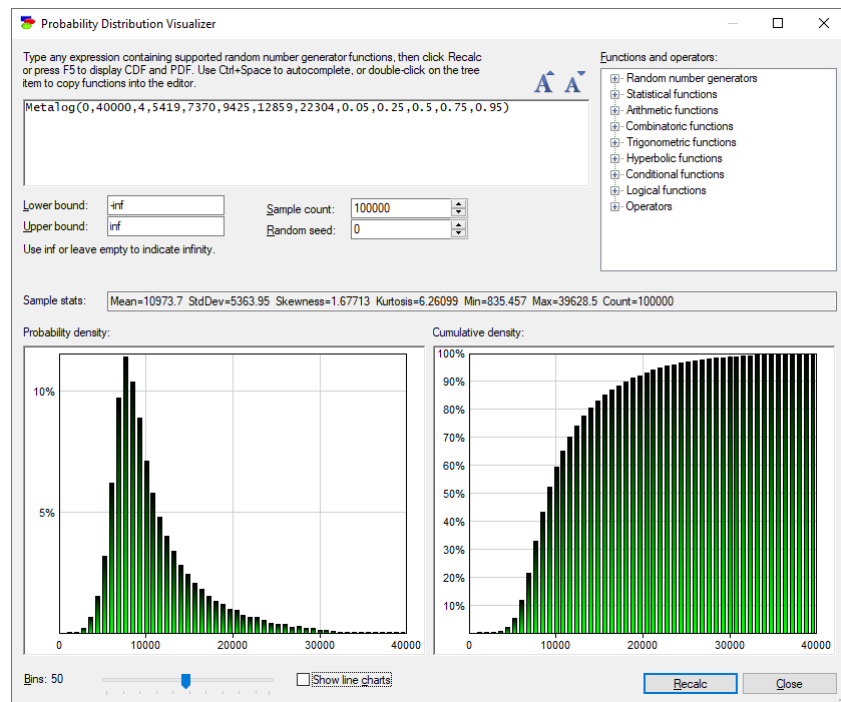 Probability Distribution Visualizer
Type any expression containing supported random number generator functions, then click Recalc
or press F5 to display CDF and PDF. Use Ctrl+Space to autocomplete, or double-click on the tree
item to copy functions into the editor.
A A
Functions and operators:
Metalog(0,40000,4,5419,7370,9425,12859,22304,0.05,0.25,0.5,0.75,0.95)
Random number generators
Statistical functions
Arithmetic functions
Combinatoric functions
Trigonometric functions
Hyperbolic functions
Conditional functions
Logical functions
Operators
Lower bound: -inf
Upper bound: inf
Sample count: 100000
Random seed: 0
Use inf or leave empty to indicate infinity.
Sample stats: Mean=10973.7 StdDev=5363.95 Skewness=1.67713 Kurtosis=6.26099 Min=835.457 Max=39628.5 Count=100000
Probability density:
10%
5%
0 10000 20000 30000 40000
Cumulative density:
100%
90%
80%
70%
60%
50%
40%
30%
20%
10%
0 10000 20000 30000 40000
Bins: 50
Show line charts
Recalc
Close